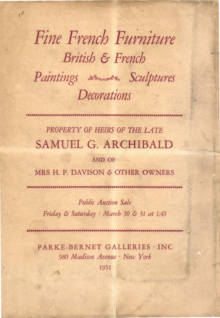 Fine French Furniture
British & French
Paintings Sculptures
Decorations
PROPERTY OF HEIRS OF THE LATE
SAMUEL G. ARCHIBALD
AND OF
MRS H. P. DAVISON & OTHER OWNERS
Public Auction Sale
Friday & Saturday · March 30 & 31 at 1:45
PARKE-BERNET GALLERIES · INC
980 Madison Avenue · New York
1951